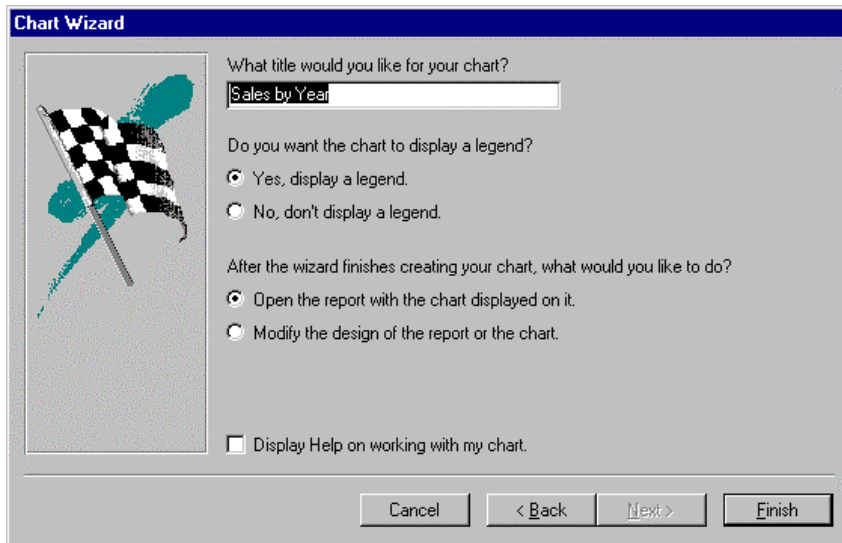 Chart Wizard
What title would you like for your chart?
Sales by Year
Do you want the chart to display a legend?
Yes, display a legend.
No, don't display a legend.
After the wizard finishes creating your chart, what would you like to do?
Open the report with the chart displayed on it.
Modify the design of the report or the chart.
Display Help on working with my chart.
Cancel < Back Next > Finish